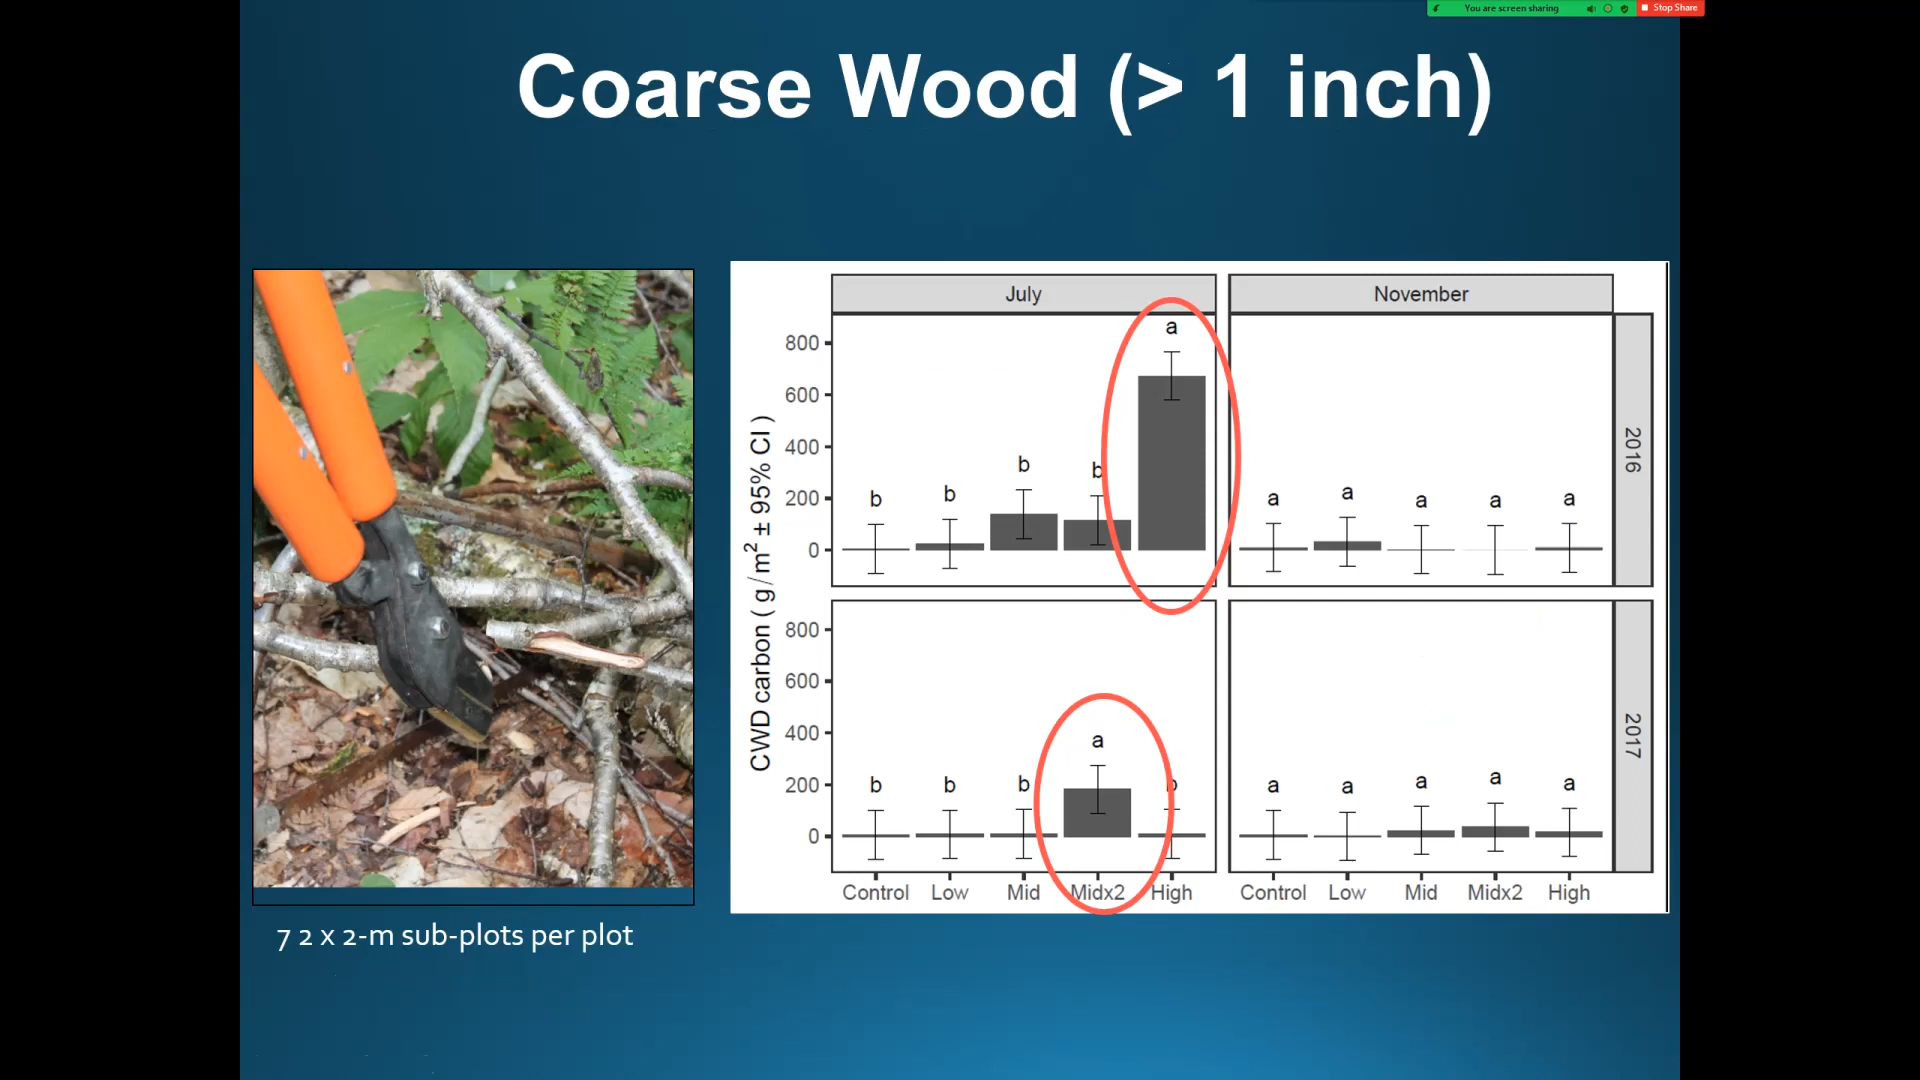 You are screen sharing
Stop Share
Coarse Wood (> 1 inch)
July
November
CWD carbon ( g/m² ± 95% CI )
800
600
400
200
0
b
b
b
b
a
a
a
a
a
a
2016
800
600
400
200
0
b
b
b
a
b
a
a
a
a
a
2017
Control
Low
Mid
Midx2
High
Control
Low
Mid
Midx2
High
7 2 x 2-m sub-plots per plot